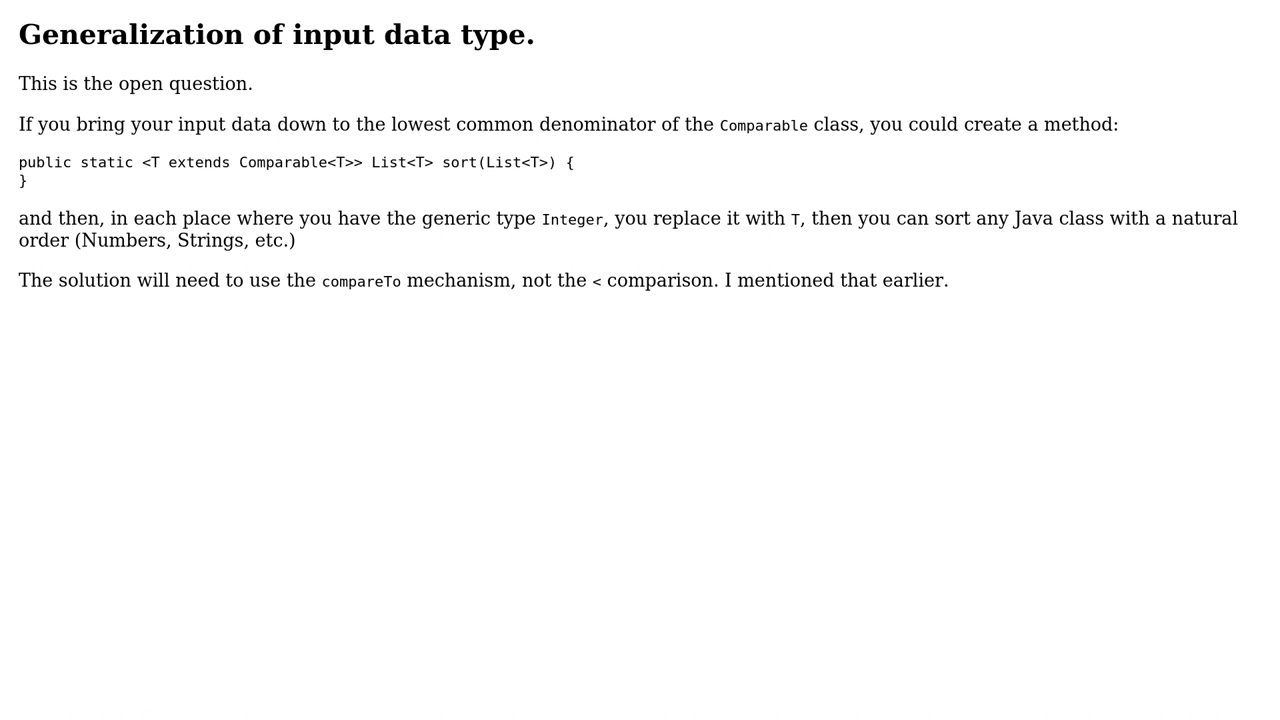 Generalization of input data type.
This is the open question.
If you bring your input data down to the lowest common denominator of the Comparable class, you could create a method:
public static <T extends Comparable<T>> List<T> sort(List<T>) {
}
and then, in each place where you have the generic type Integer, you replace it with T, then you can sort any Java class with a natural
order (Numbers, Strings, etc.)
The solution will need to use the compareTo mechanism, not the < comparison. I mentioned that earlier.